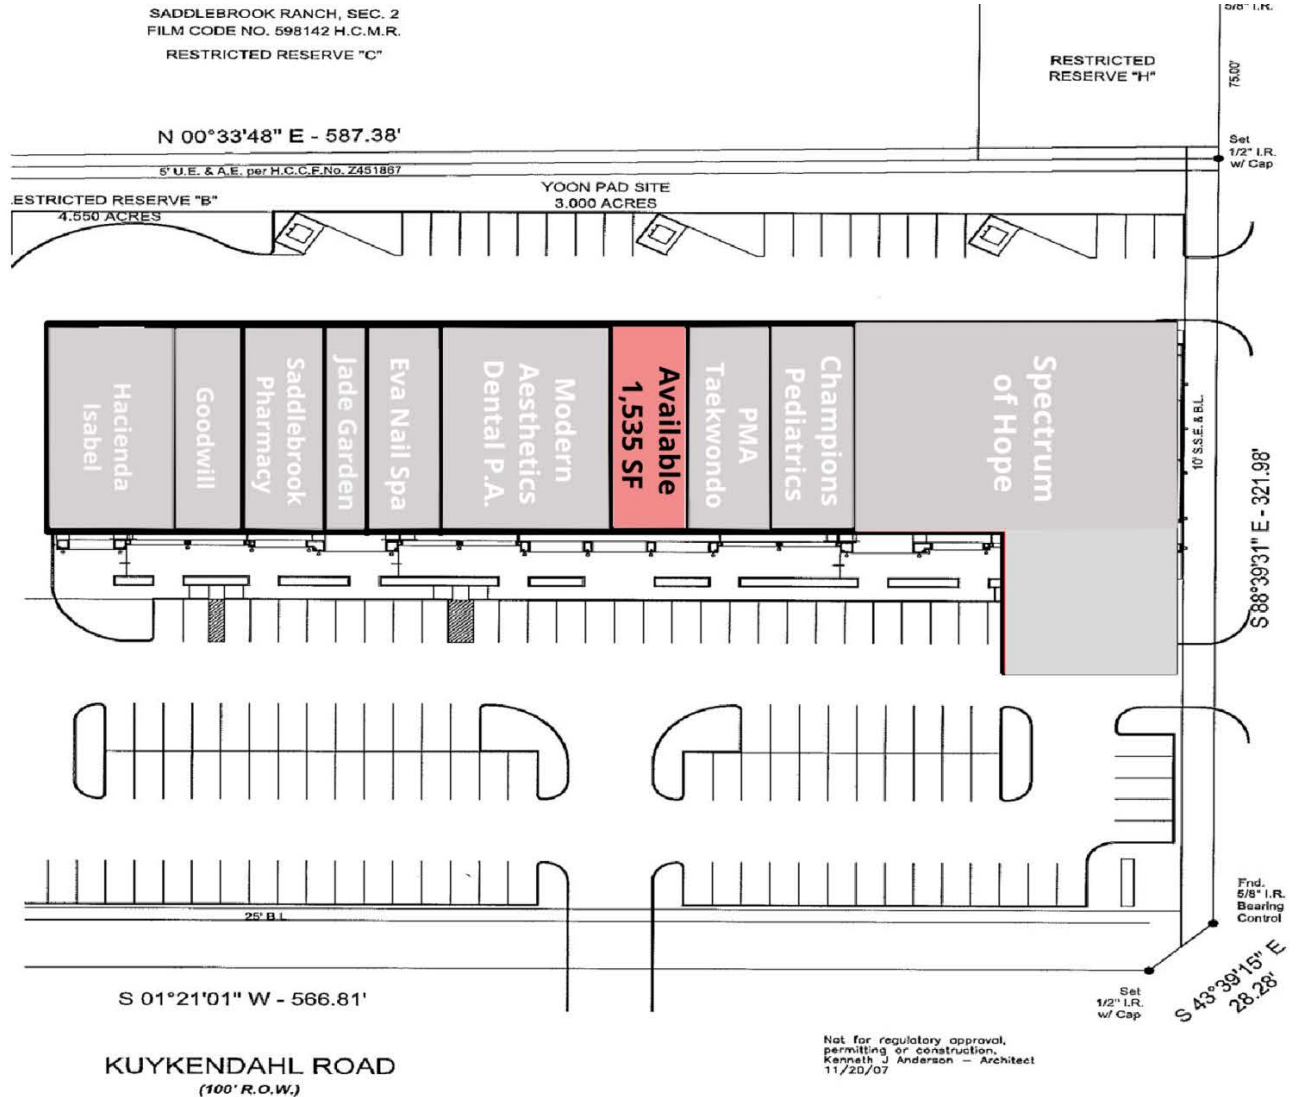 SADDLEBROOK RANCH, SEC. 2
FILM CODE NO. 598142 H.C.M.R.
RESTRICTED RESERVE "C"
5/8" I.R.
RESTRICTED
RESERVE "H"
75.00'
N 00°33'48" E - 587.38'
Set
1/2" I.R.
w/ Cap
5' U.E. & A.E. per H.C.C.F.No. Z451867
YOON PAD SITE
3.000 ACRES
.ESTRICTED RESERVE "B"
4.550 ACRES
Hacienda
Isabel
Goodwill
Saddlebrook
Pharmacy
Jade Garden
Eva Nail Spa
Modern
Aesthetics
Dental P.A.
Available
1,535 SF
PMA
Taekwondo
Champions
Pediatrics
Spectrum
of Hope
10' S.S.E. & B.L.
S 88°39'31" E - 321.98'
25' B.L.
Fnd.
5/8" I.R.
Bearing
Control
S 43°39'15" E
28.28'
Set
1/2" I.R.
w/ Cap
S 01°21'01" W - 566.81'
KUYKENDAHL ROAD
(100' R.O.W.)
Not for regulatory approval,
permitting or construction,
Kenneth J Anderson – Architect
11/20/07